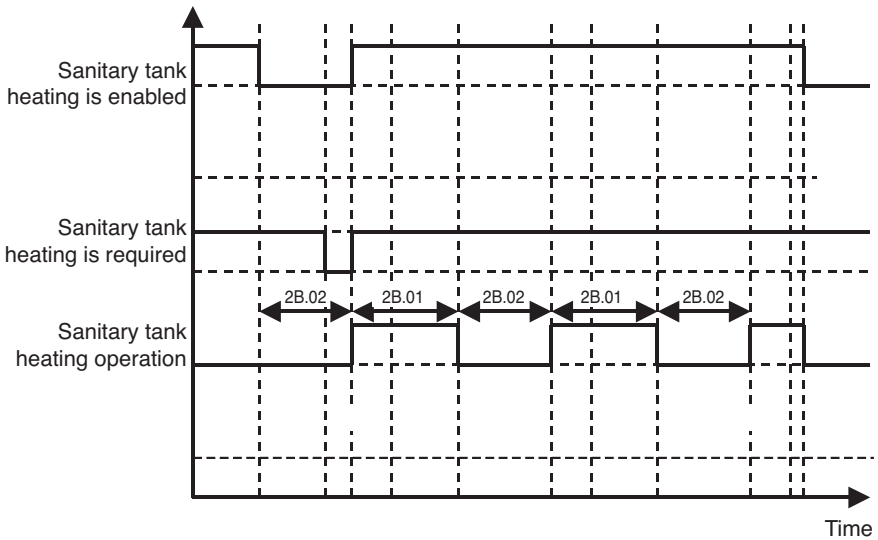 Sanitary tank
heating is enabled
Sanitary tank
heating is required
2B.02 2B.01 2B.02 2B.01 2B.02
Sanitary tank
heating operation
Time